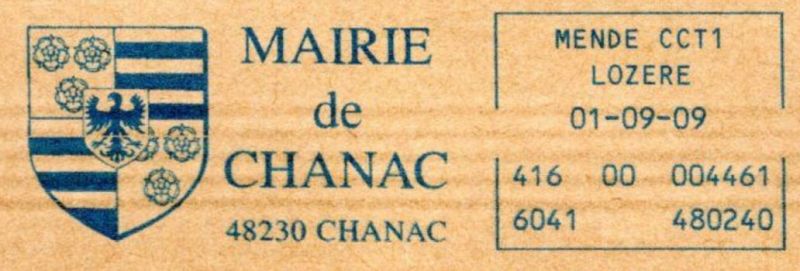 MAIRIE
de
CHANAC
48230 CHANAC
MENDE CCT1
LOZERE
01-09-09
416 00 004461
6041 480240